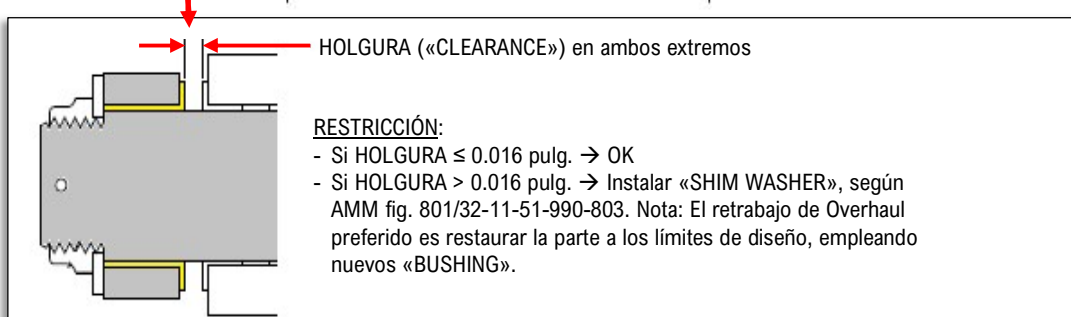 HOLGURA («CLEARANCE») en ambos extremos
RESTRICCIÓN:
- Si HOLGURA ≤ 0.016 pulg. → OK
- Si HOLGURA > 0.016 pulg. → Instalar «SHIM WASHER», según
AMM fig. 801/32-11-51-990-803. Nota: El retrabajo de Overhaul
preferido es restaurar la parte a los límites de diseño, empleando
nuevos «BUSHING».